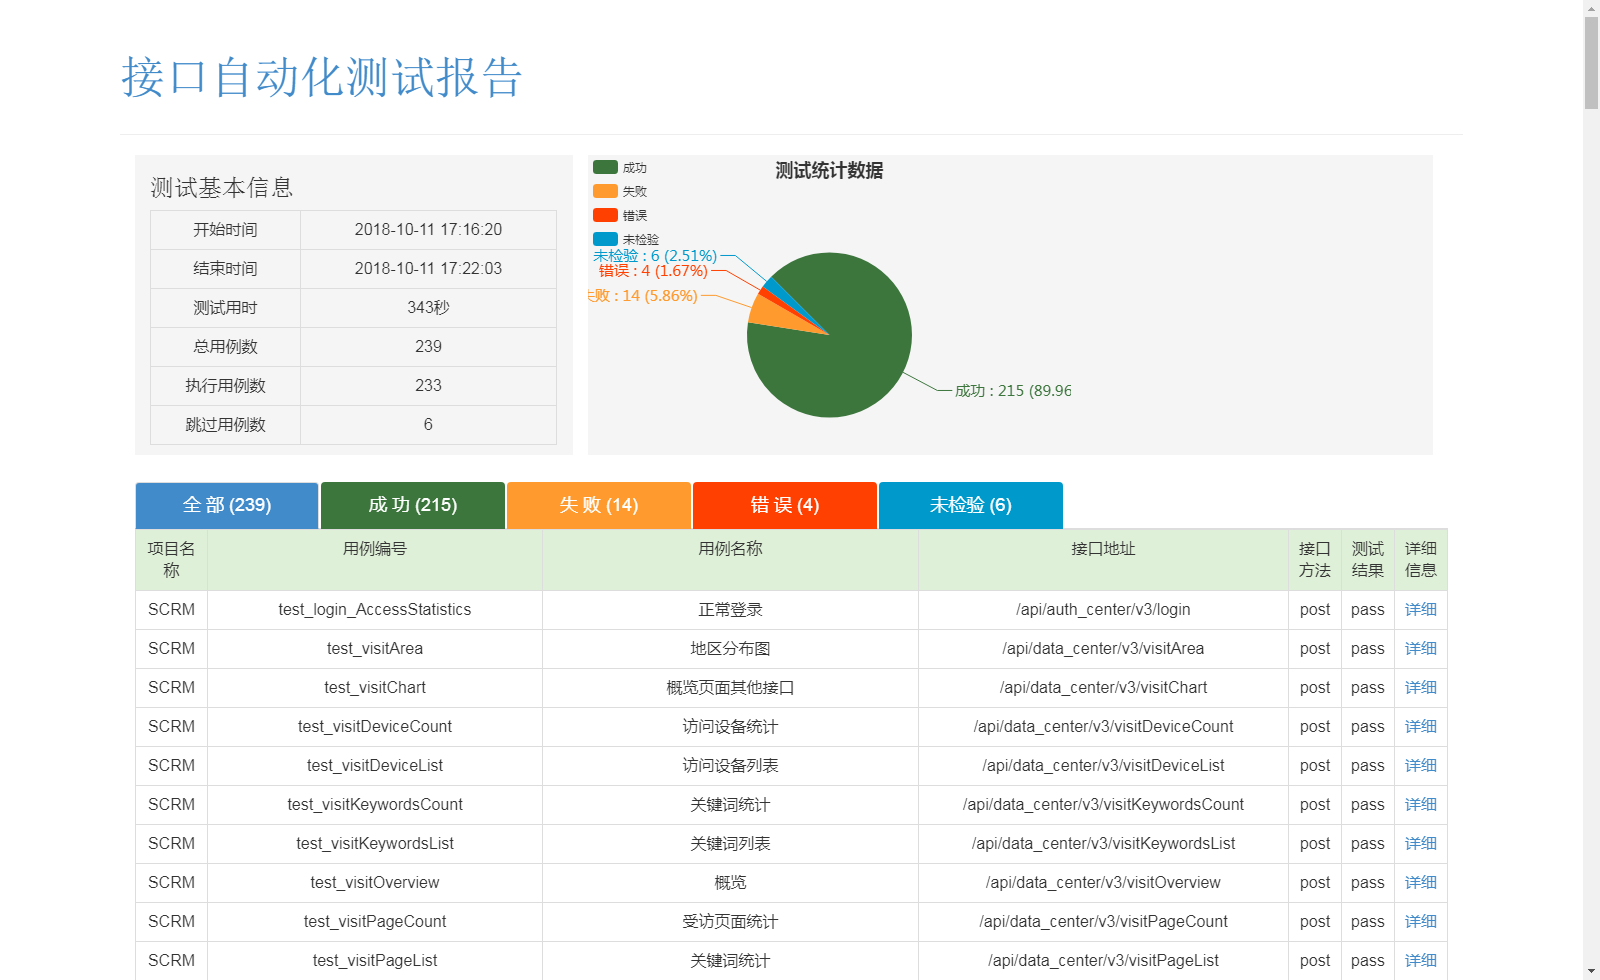 接口自动化测试报告
测试基本信息
开始时间 2018-10-11 17:16:20
结束时间 2018-10-11 17:22:03
测试用时 343秒
总用例数 239
执行用例数 233
跳过用例数 6
测试统计数据
成功
失败
错误
未检验
未检验 : 6 (2.51%)
错误 : 4 (1.67%)
失败 : 14 (5.86%)
成功 : 215 (89.96
全 部 (239) 成 功 (215) 失 败 (14) 错 误 (4) 未检验 (6)
项目名称 用例编号 用例名称 接口地址 接口方法 测试结果 详细信息
SCRM test_login_AccessStatistics 正常登录 /api/auth_center/v3/login post pass 详细
SCRM test_visitArea 地区分布图 /api/data_center/v3/visitArea post pass 详细
SCRM test_visitChart 概览页面其他接口 /api/data_center/v3/visitChart post pass 详细
SCRM test_visitDeviceCount 访问设备统计 /api/data_center/v3/visitDeviceCount post pass 详细
SCRM test_visitDeviceList 访问设备列表 /api/data_center/v3/visitDeviceList post pass 详细
SCRM test_visitKeywordsCount 关键词统计 /api/data_center/v3/visitKeywordsCount post pass 详细
SCRM test_visitKeywordsList 关键词列表 /api/data_center/v3/visitKeywordsList post pass 详细
SCRM test_visitOverview 概览 /api/data_center/v3/visitOverview post pass 详细
SCRM test_visitPageCount 受访页面统计 /api/data_center/v3/visitPageCount post pass 详细
SCRM test_visitPageList 关键词统计 /api/data_center/v3/visitPageList post pass 详细